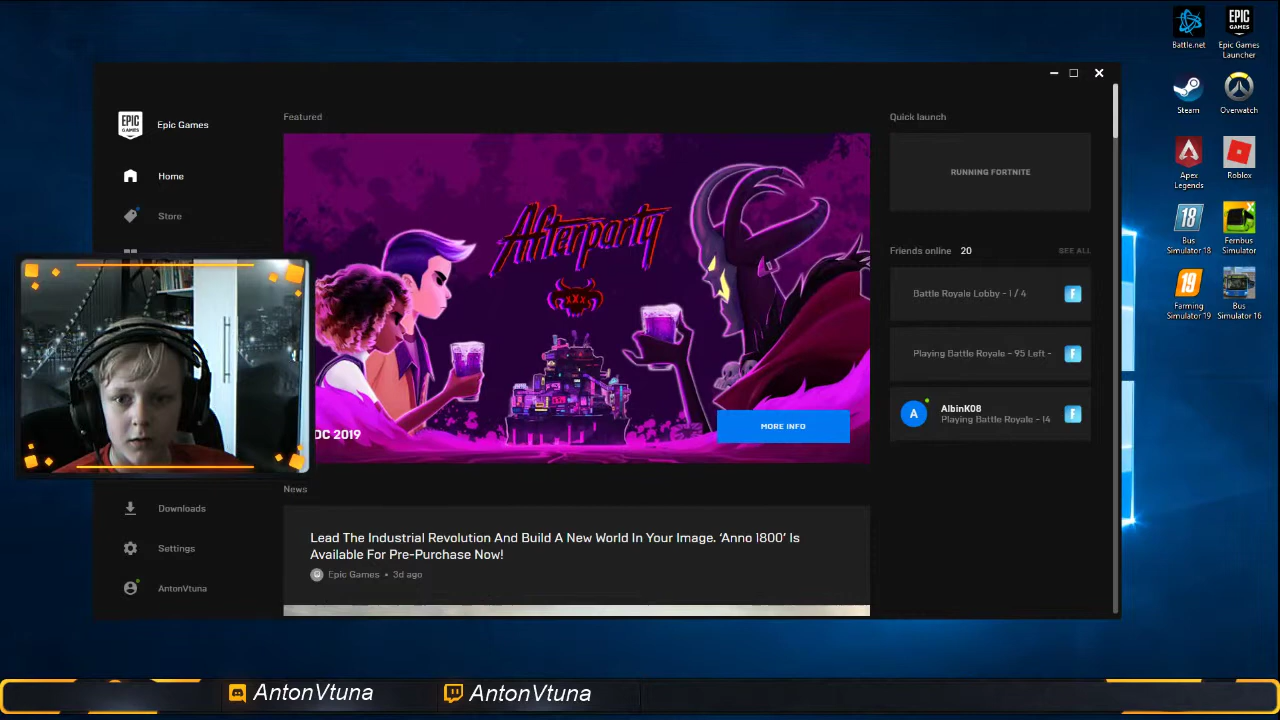 Battle.net
EPIC GAMES
Epic Games Launcher
Steam
Overwatch
Apex Legends
Roblox
18
Bus Simulator 18
Fernbus Simulator
19
Farming Simulator 19
Bus Simulator 16
EPIC GAMES
Epic Games
Home
Store
Downloads
Settings
AntonVtuna
Featured
Afterparty
XXX
DC 2019
MORE INFO
News
Lead The Industrial Revolution And Build A New World In Your Image. ‘Anno 1800’ Is
Available For Pre-Purchase Now!
Epic Games • 3d ago
Quick launch
RUNNING FORTNITE
Friends online 20
SEE ALL
Battle Royale Lobby - 1 / 4
F
Playing Battle Royale - 95 Left -
F
A
AlbinK08
Playing Battle Royale - 14
F
AntonVtuna
AntonVtuna